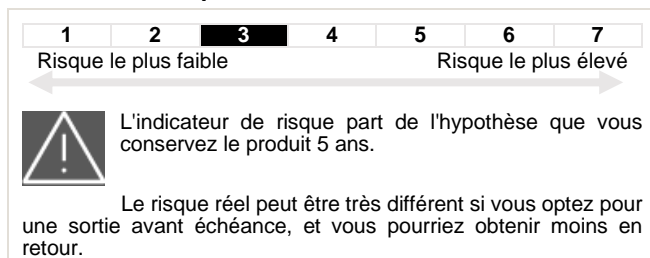 1 2 3 4 5 6 7
Risque le plus faible Risque le plus élevé
L'indicateur de risque part de l'hypothèse que vous
conservez le produit 5 ans.
Le risque réel peut être très différent si vous optez pour
une sortie avant échéance, et vous pourriez obtenir moins en
retour.